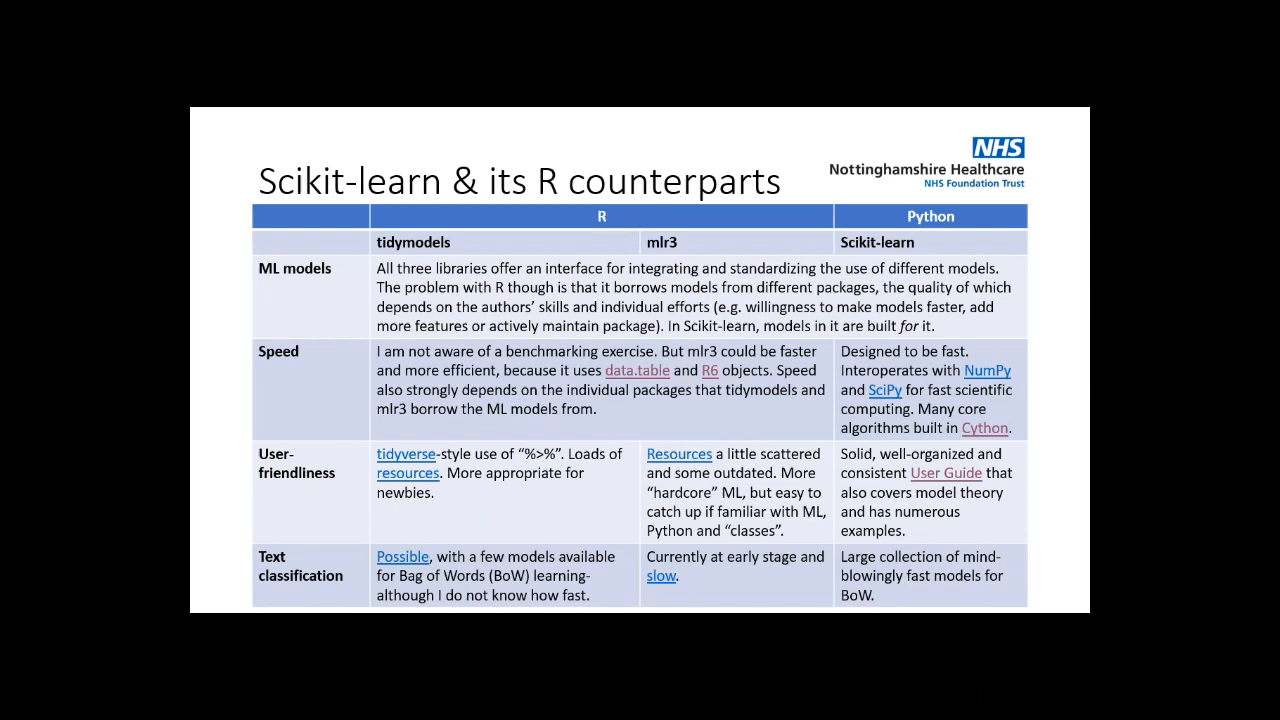 NHS
Nottinghamshire Healthcare
NHS Foundation Trust
Scikit-learn & its R counterparts
R
Python
tidymodels
mlr3
Scikit-learn
ML models
All three libraries offer an interface for integrating and standardizing the use of different models.
The problem with R though is that it borrows models from different packages, the quality of which
depends on the authors' skills and individual efforts (e.g. willingness to make models faster, add
more features or actively maintain package). In Scikit-learn, models in it are built for it.
Speed
I am not aware of a benchmarking exercise. But mlr3 could be faster
and more efficient, because it uses data.table and R6 objects. Speed
also strongly depends on the individual packages that tidymodels and
mlr3 borrow the ML models from.
Designed to be fast.
Interoperates with NumPy
and SciPy for fast scientific
computing. Many core
algorithms built in Cython.
User-
friendliness
tidyverse-style use of "%>%". Loads of
resources. More appropriate for
newbies.
Resources a little scattered
and some outdated. More
"hardcore" ML, but easy to
catch up if familiar with ML,
Python and "classes".
Solid, well-organized and
consistent User Guide that
also covers model theory
and has numerous
examples.
Text
classification
Possible, with a few models available
for Bag of Words (BoW) learning-
although I do not know how fast.
Currently at early stage and
slow.
Large collection of mind-
blowingly fast models for
BoW.